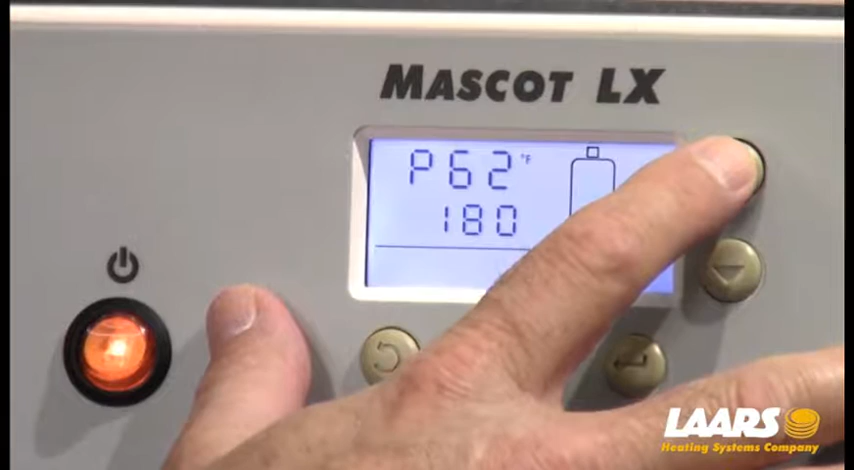 MASCOT LX
P62 °F
180
LAARS
Heating Systems Company